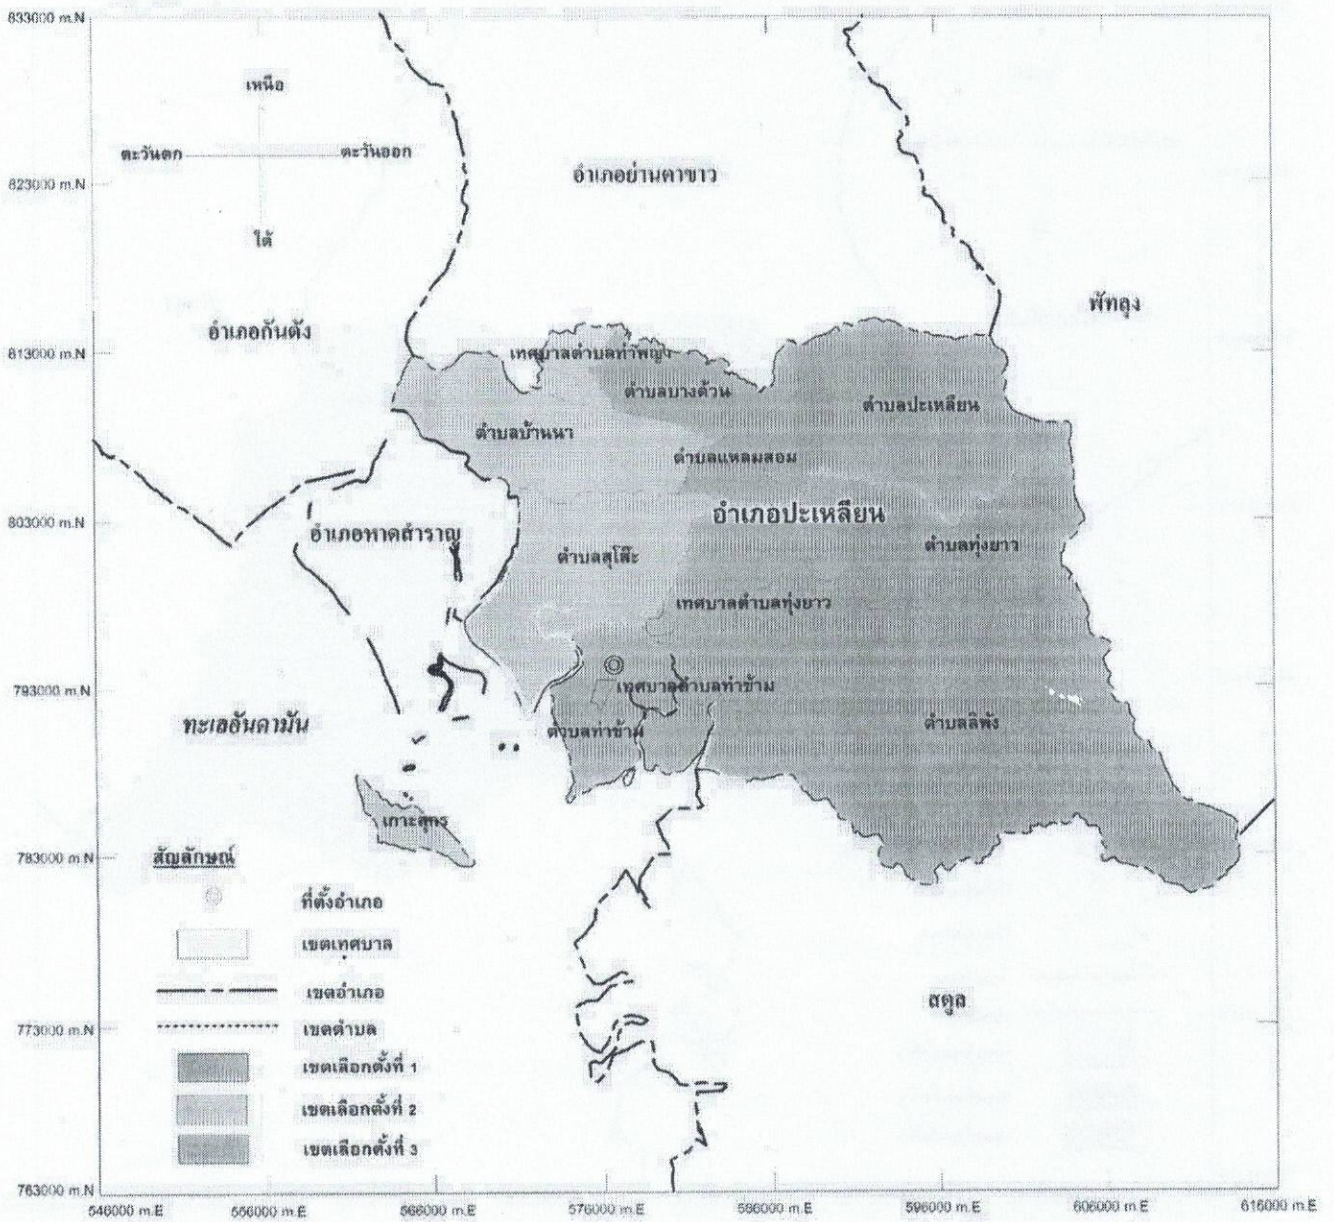 833000 m.N
เหนือ
ตะวันตก
ตะวันออก
823000 m.N
อำเภอย่านตาขาว
ใต้
พัทลุง
อำเภอกันตัง
813000 m.N
เทศบาลตำบลท่าพญา
ตำบลบางด้วน
ตำบลปะเหลียน
ตำบลบ้านนา
ตำบลแหลมสอม
803000 m.N
อำเภอปะเหลียน
อำเภอหาดสำราญ
ตำบลทุ่งยาว
ตำบลสุโสะ
เทศบาลตำบลทุ่งยาว
793000 m.N
เทศบาลตำบลท่าข้าม
ทะเลอันดามัน
ตำบลท่าข้าม
ตำบลลิพัง
เกาะสุกร
783000 m.N
สัญลักษณ์
ที่ตั้งอำเภอ
เขตเทศบาล
เขตอำเภอ
สตูล
773000 m.N
เขตตำบล
เขตเลือกตั้งที่ 1
เขตเลือกตั้งที่ 2
เขตเลือกตั้งที่ 3
763000 m.N
546000 m.E 556000 m.E 566000 m.E 576000 m.E 586000 m.E 596000 m.E 606000 m.E 616000 m.E